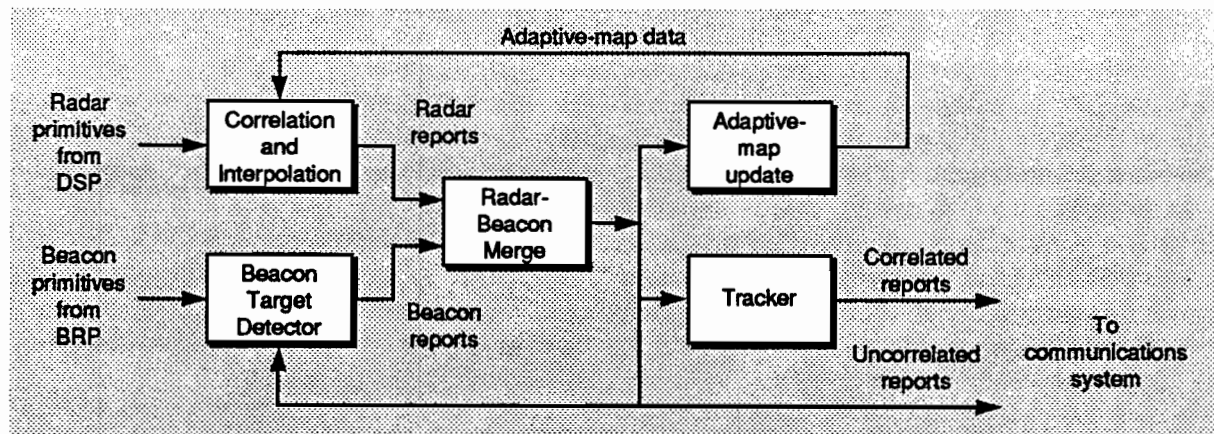 Adaptive-map data
Radar
primitives
from
DSP
Correlation
and
Interpolation
Radar
reports
Adaptive-
map
update
Radar-
Beacon
Merge
Beacon
primitives
from
BRP
Beacon
Target
Detector
Beacon
reports
Tracker
Correlated
reports
Uncorrelated
reports
To
communications
system